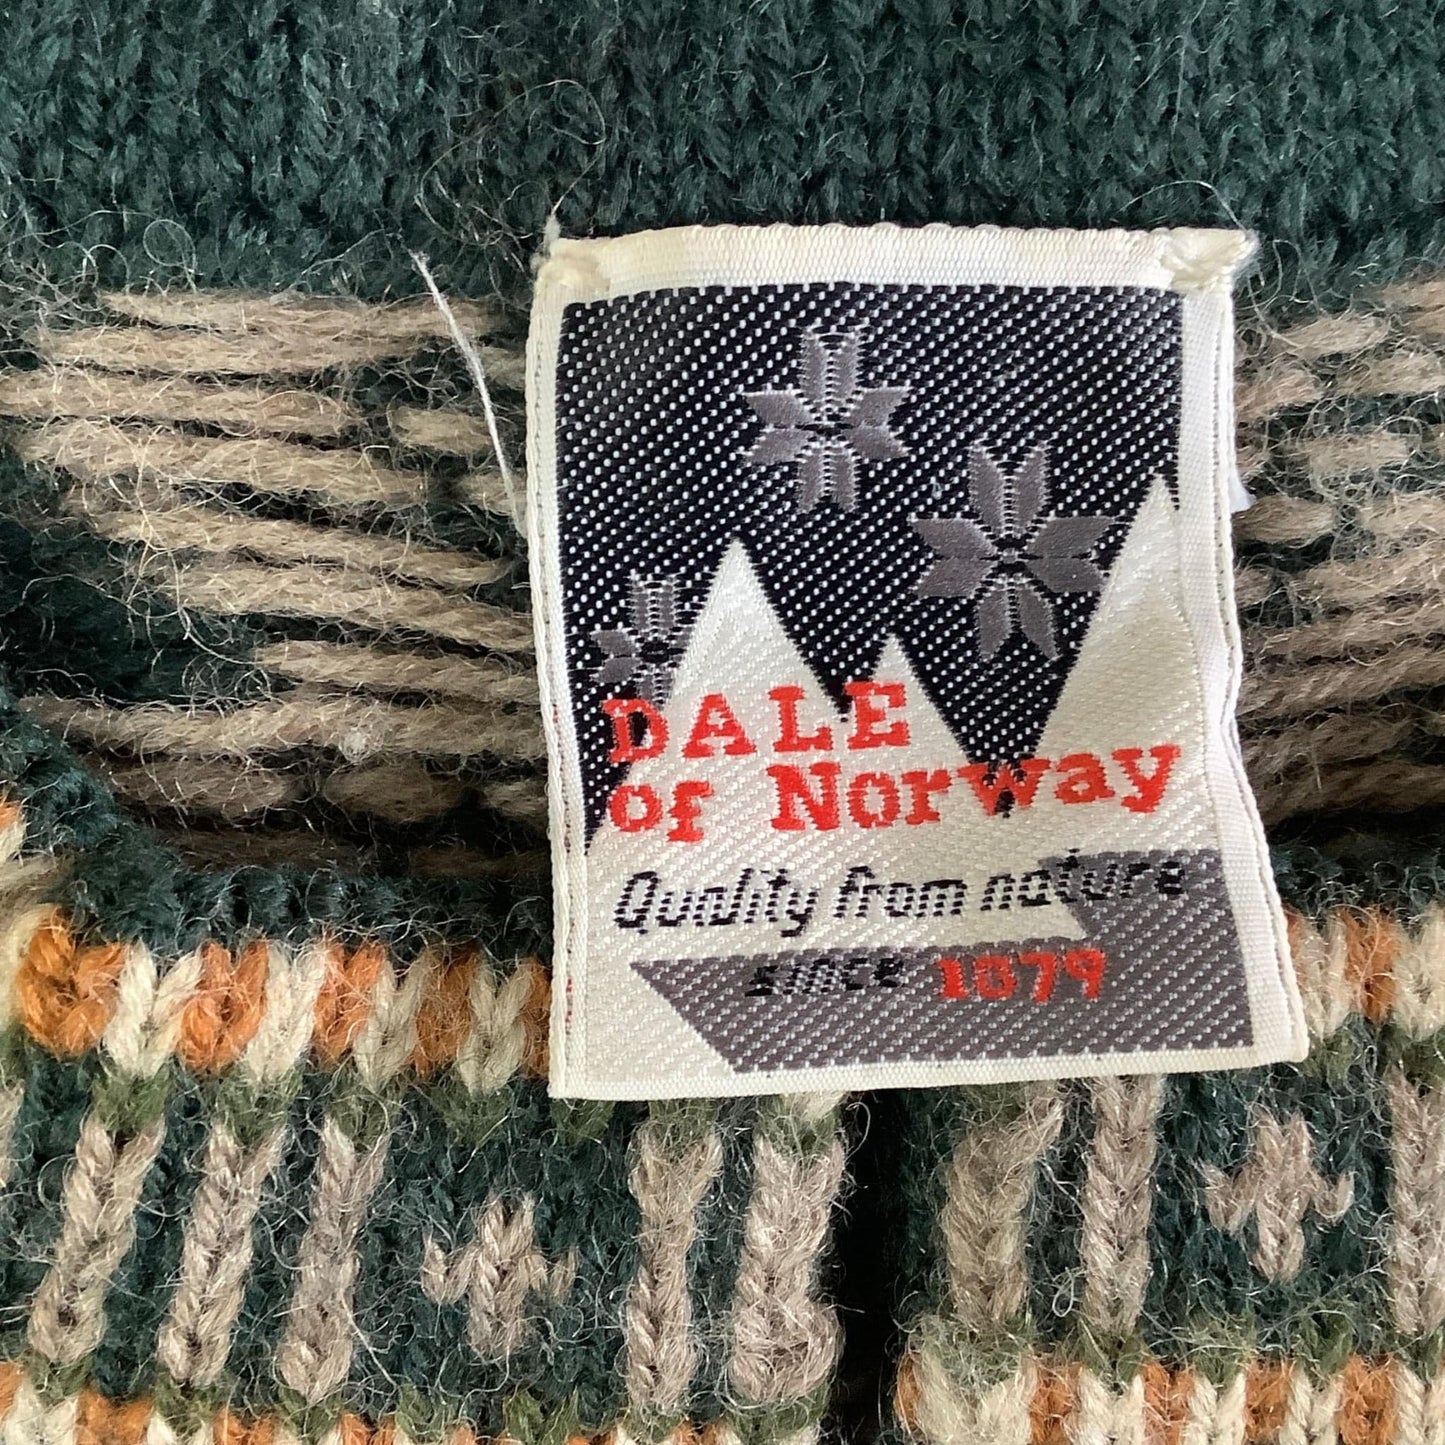 DALE
of Norway
Quality from nature
since 1879